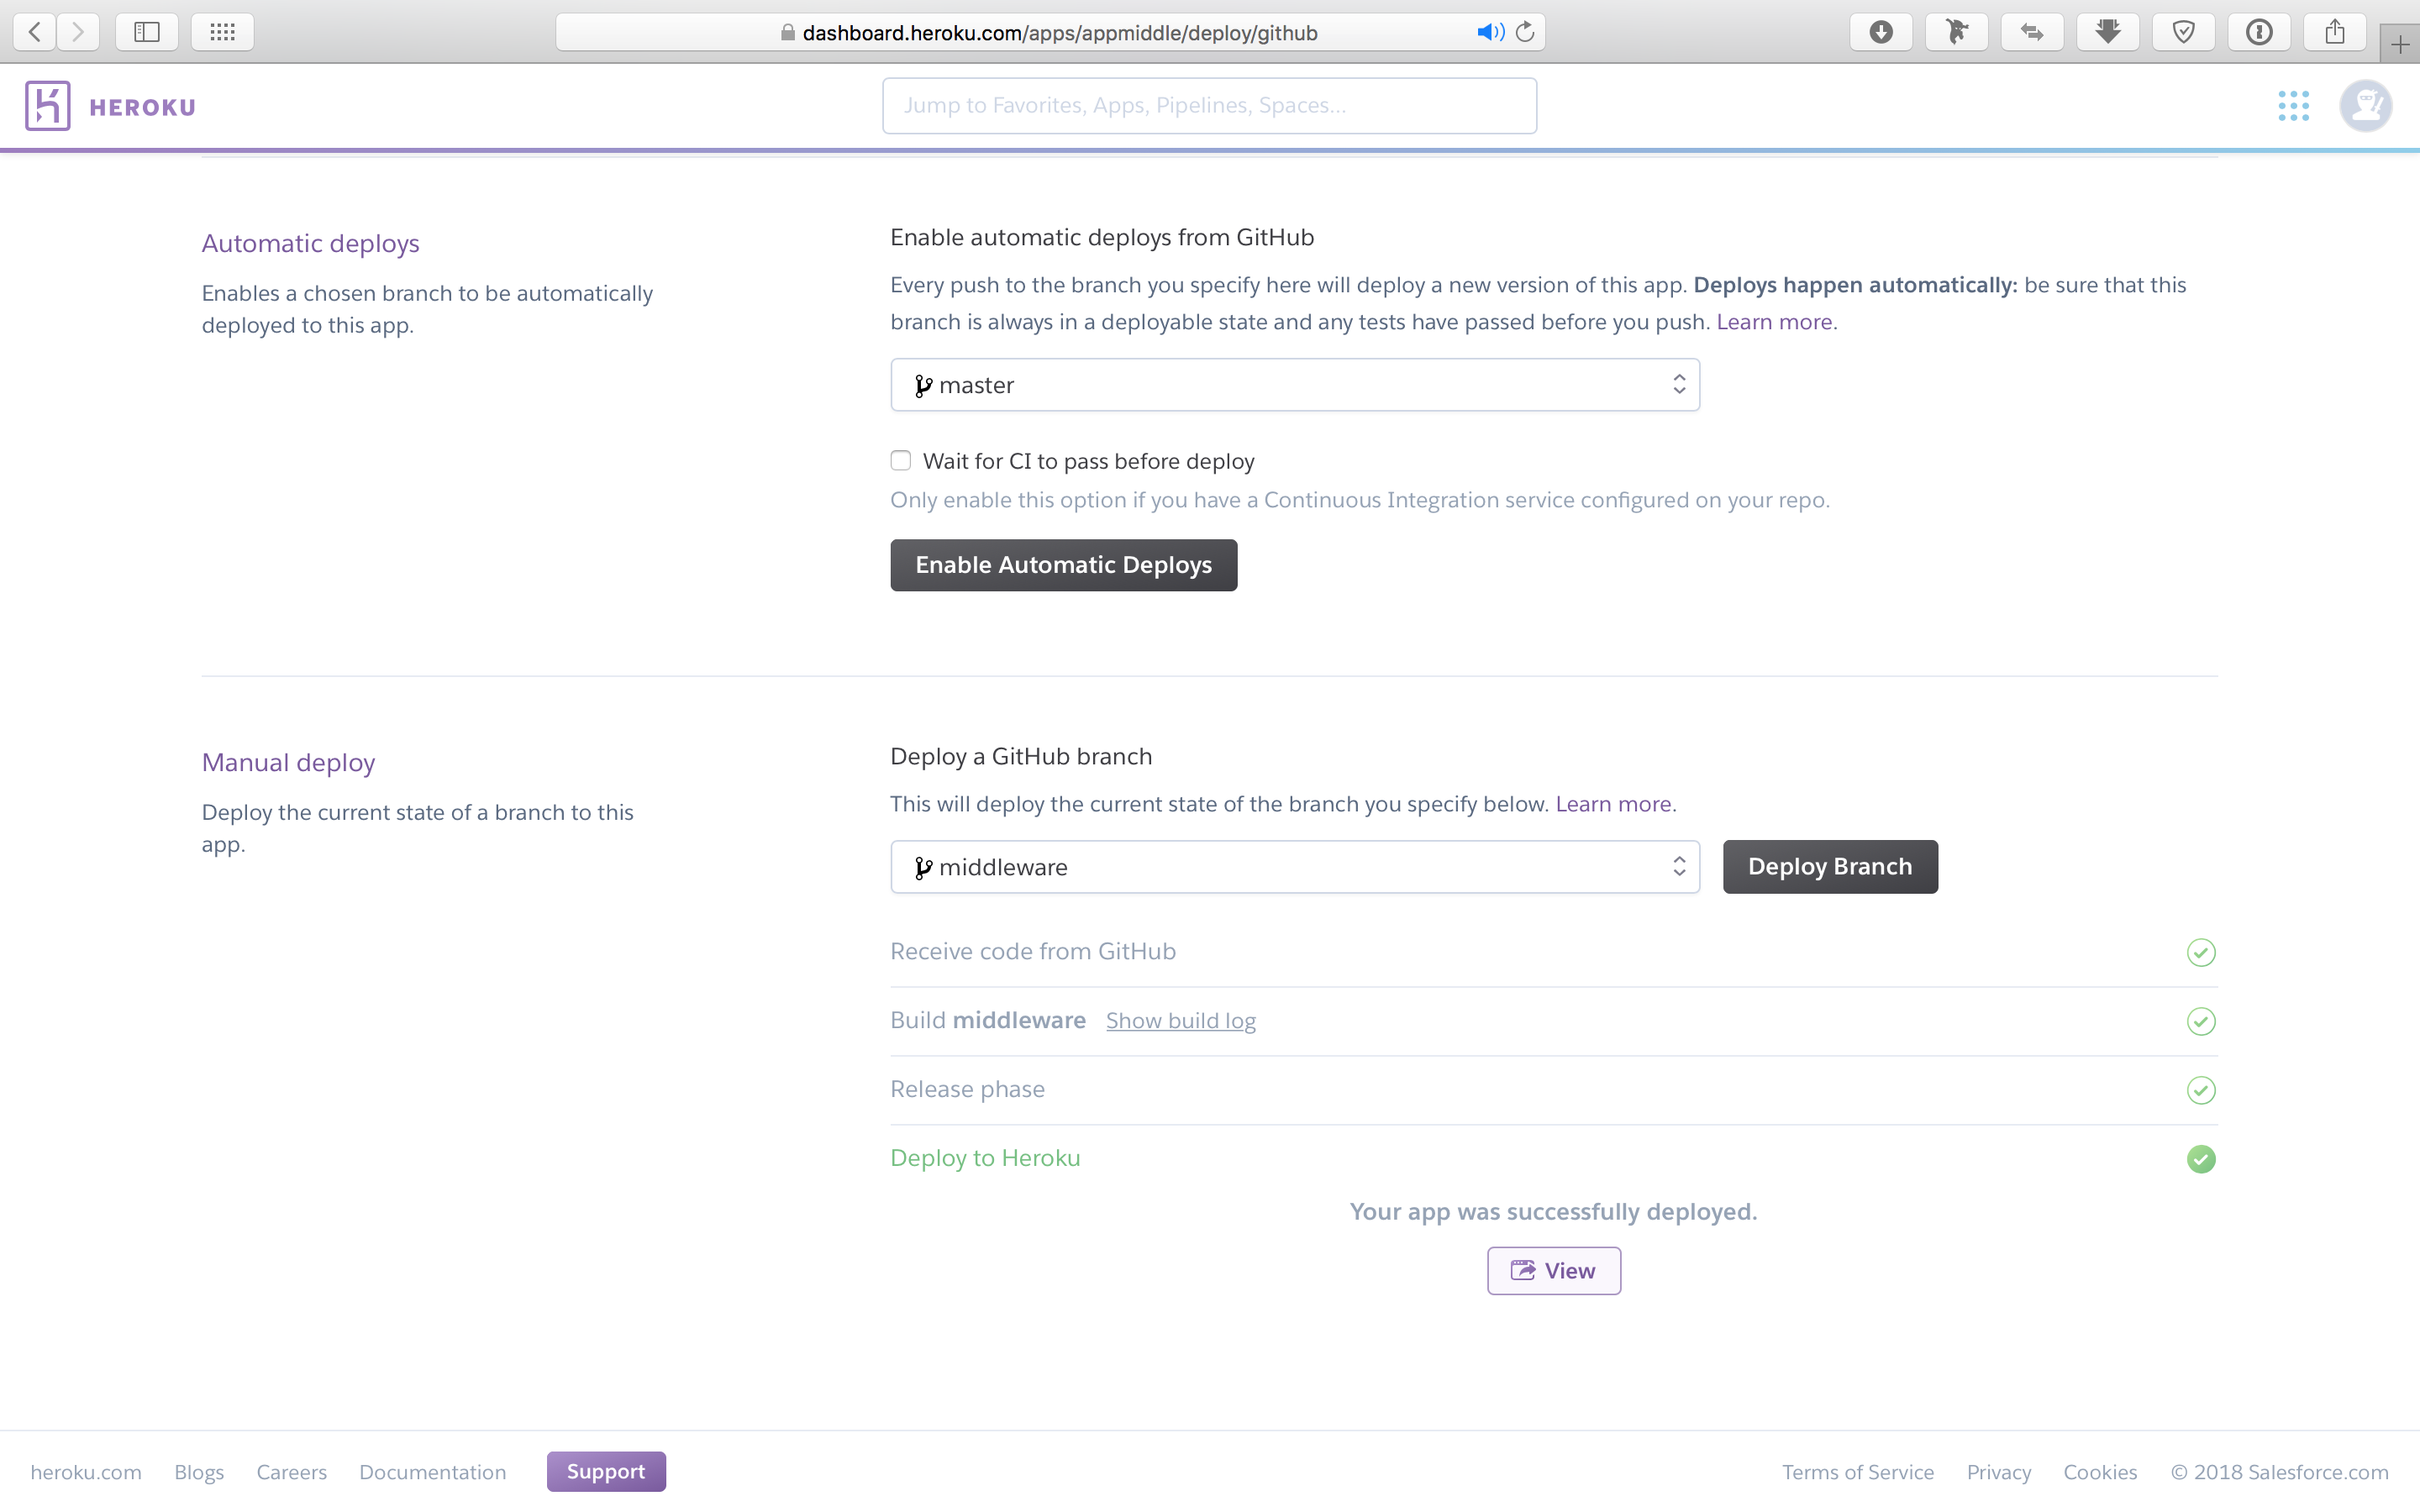 dashboard.heroku.com/apps/appmiddle/deploy/github
HEROKU
Jump to Favorites, Apps, Pipelines, Spaces...
Automatic deploys
Enables a chosen branch to be automatically
deployed to this app.
Enable automatic deploys from GitHub
Every push to the branch you specify here will deploy a new version of this app. Deploys happen automatically: be sure that this
branch is always in a deployable state and any tests have passed before you push. Learn more.
master
Wait for CI to pass before deploy
Only enable this option if you have a Continuous Integration service configured on your repo.
Enable Automatic Deploys
Manual deploy
Deploy the current state of a branch to this
app.
Deploy a GitHub branch
This will deploy the current state of the branch you specify below. Learn more.
middleware
Deploy Branch
Receive code from GitHub
Build middleware Show build log
Release phase
Deploy to Heroku
Your app was successfully deployed.
View
heroku.com Blogs Careers Documentation Support Terms of Service Privacy Cookies © 2018 Salesforce.com